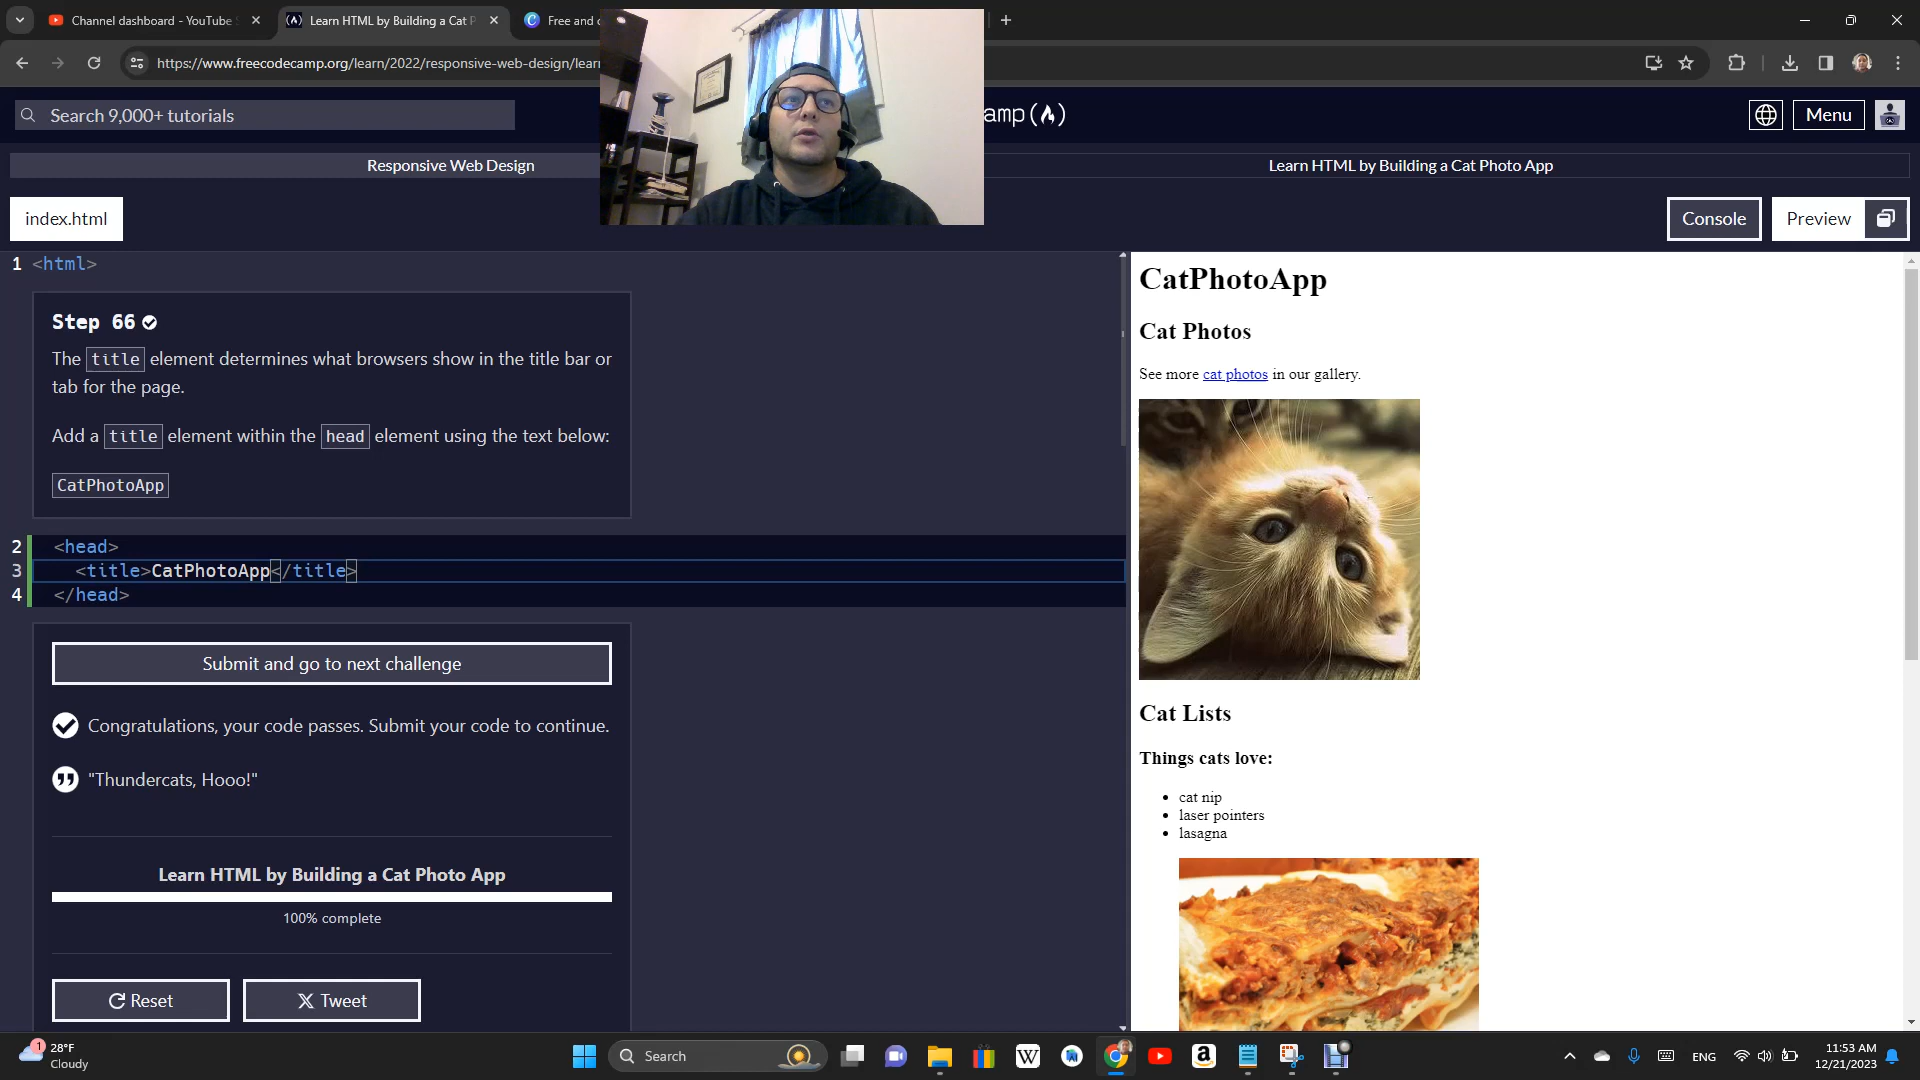 Channel dashboard - YouTube
Learn HTML by Building a Cat P
Free and
https://www.freecodecamp.org/learn/2022/responsive-web-design/learn
Search 9,000+ tutorials
amp(
Menu
Responsive Web Design
Learn HTML by Building a Cat Photo App
index.html
Console
Preview
1 <html>
Step 66
The title element determines what browsers show in the title bar or
tab for the page.
Add a title element within the head element using the text below:
CatPhotoApp
2 <head>
3 <title>CatPhotoApp</title>
4 </head>
Submit and go to next challenge
Congratulations, your code passes. Submit your code to continue.
"Thundercats, Hooo!"
Learn HTML by Building a Cat Photo App
100% complete
Reset
Tweet
CatPhotoApp
Cat Photos
See more cat photos in our gallery.
Cat Lists
Things cats love:
cat nip
laser pointers
lasagna
1
28°F
Cloudy
Search
W
a
ENG
11:53 AM
12/21/2023